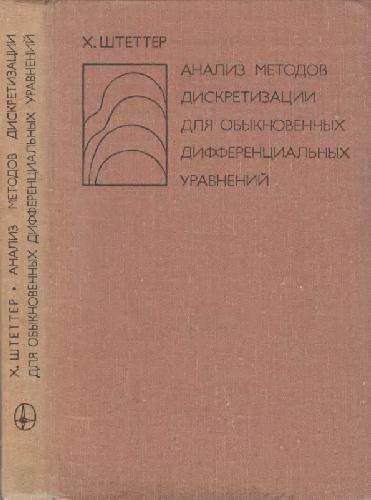 Х. ШТЕТТЕР
АНАЛИЗ МЕТОДОВ
ДИСКРЕТИЗАЦИИ
ДЛЯ ОБЫКНОВЕННЫХ
ДИФФЕРЕНЦИАЛЬНЫХ
УРАВНЕНИЙ
Х. ШТЕТТЕР • АНАЛИЗ МЕТОДОВ ДИСКРЕТИЗАЦИИ
ДЛЯ ОБЫКНОВЕННЫХ ДИФФЕРЕНЦИАЛЬНЫХ УРАВНЕНИЙ